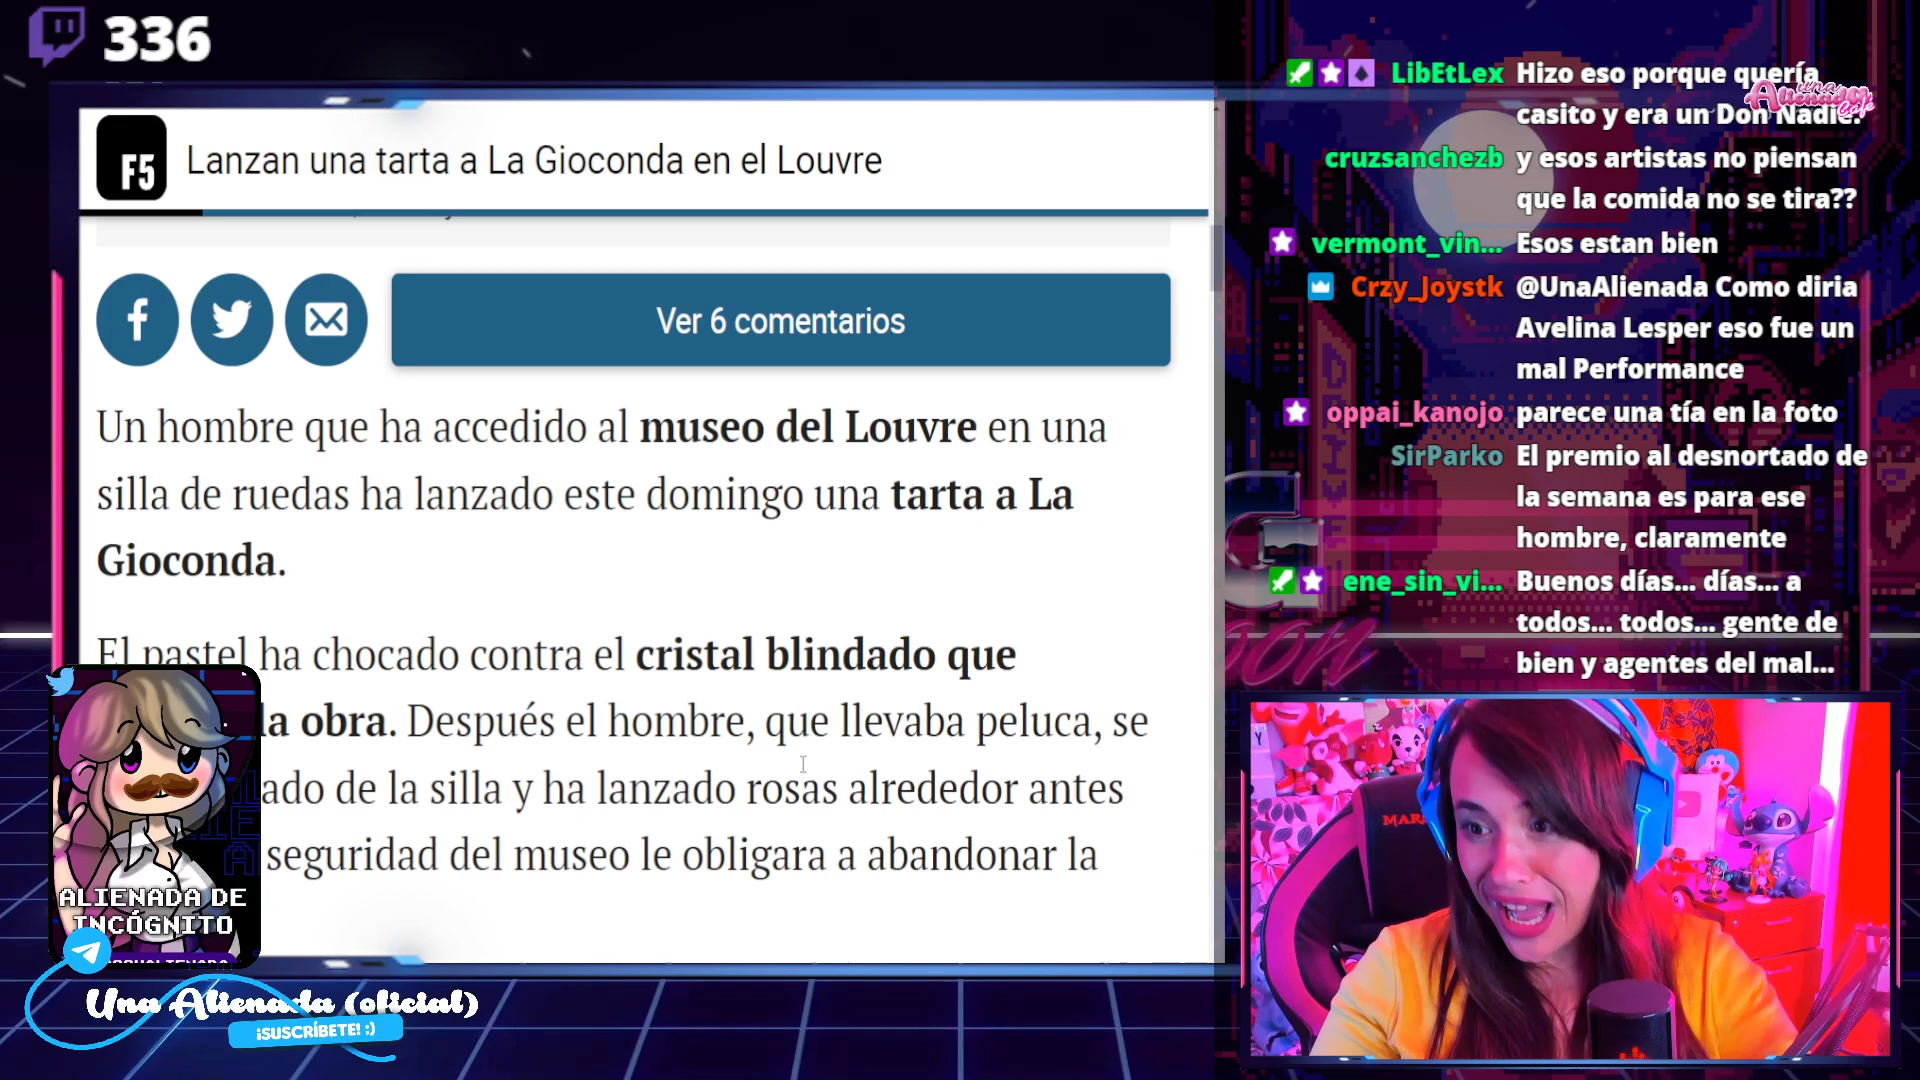 336
F5
Lanzan una tarta a La Gioconda en el Louvre
Ver 6 comentarios
Un hombre que ha accedido al museo del Louvre en una
silla de ruedas ha lanzado este domingo una tarta a La
Gioconda.
El pastel ha chocado contra el cristal blindado que
la obra. Después el hombre, que llevaba peluca, se
ado de la silla y ha lanzado rosas alrededor antes
seguridad del museo le obligara a abandonar la
ALIENADA DE
INCÓGNITO
Una Alienada (oficial)
¡SUSCRÍBETE! :)
LibEtLex Hizo eso porque quería
casito y era un Don Nadie.
una
Alienada
Café
cruzsanchezb y esos artistas no piensan
que la comida no se tira??
vermont_vin... Esos estan bien
Crzy_Joystk @UnaAlienada Como diria
Avelina Lesper eso fue un
mal Performance
oppai_kanojo parece una tía en la foto
SirParko El premio al desnortado de
la semana es para ese
hombre, claramente
ene_sin_vi... Buenos días... días... a
todos... todos... gente de
bien y agentes del mal...
MAR